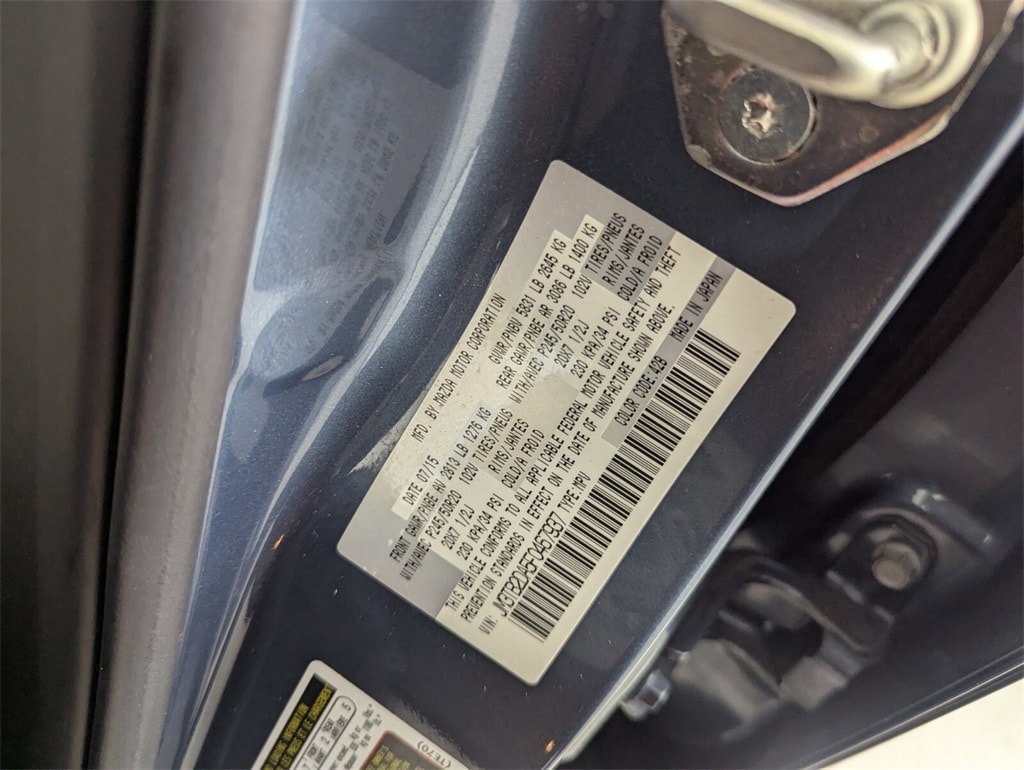 MFD. BY MAZDA MOTOR CORPORATION
DATE 07/15 GVWR/PNBV 5831 LB 2645 KG
FRONT GAWR/PNBE AV 2813 LB 1276 KG REAR GAWR/PNBE AR 3086 LB 1400 KG
WITH/AVEC P245/50R20 102V TIRES/PNEUS WITH/AVEC P245/50R20 102V TIRES/PNEUS
20X7 1/2J RIMS/JANTES 20X7 1/2J RIMS/JANTES
230 KPA/34 PSI COLD/A FROID 230 KPA/34 PSI COLD/A FROID
THIS VEHICLE CONFORMS TO ALL APPLICABLE FEDERAL MOTOR VEHICLE SAFETY AND THEFT
PREVENTION STANDARDS IN EFFECT ON THE DATE OF MANUFACTURE SHOWN ABOVE.
VIN: TYPE:MPV COLOR CODE:42B MADE IN JAPAN
(TE70)